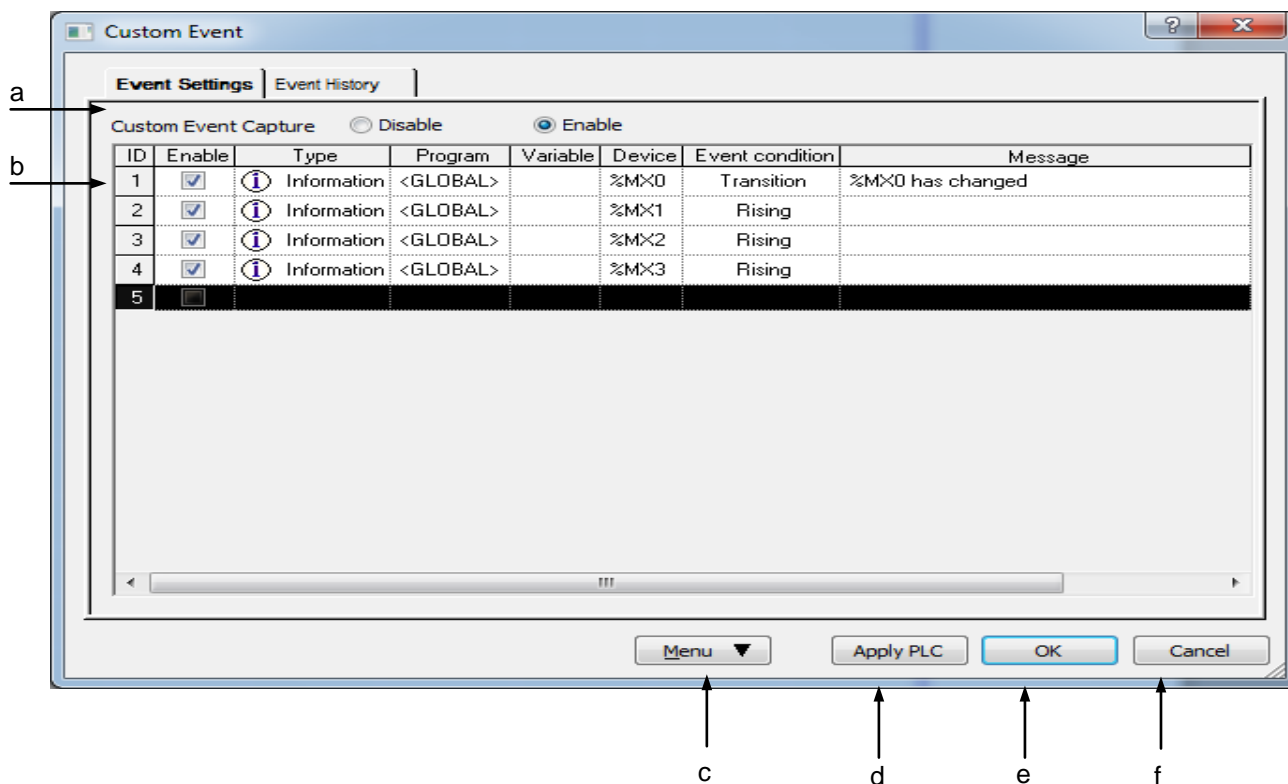 Custom Event
Event Settings Event History
a
Custom Event Capture Disable Enable
ID Enable Type Program Variable Device Event condition Message
b
1 Information <GLOBAL> %MX0 Transition %MX0 has changed
2 Information <GLOBAL> %MX1 Rising
3 Information <GLOBAL> %MX2 Rising
4 Information <GLOBAL> %MX3 Rising
5
Menu ▼ Apply PLC OK Cancel
c d e f